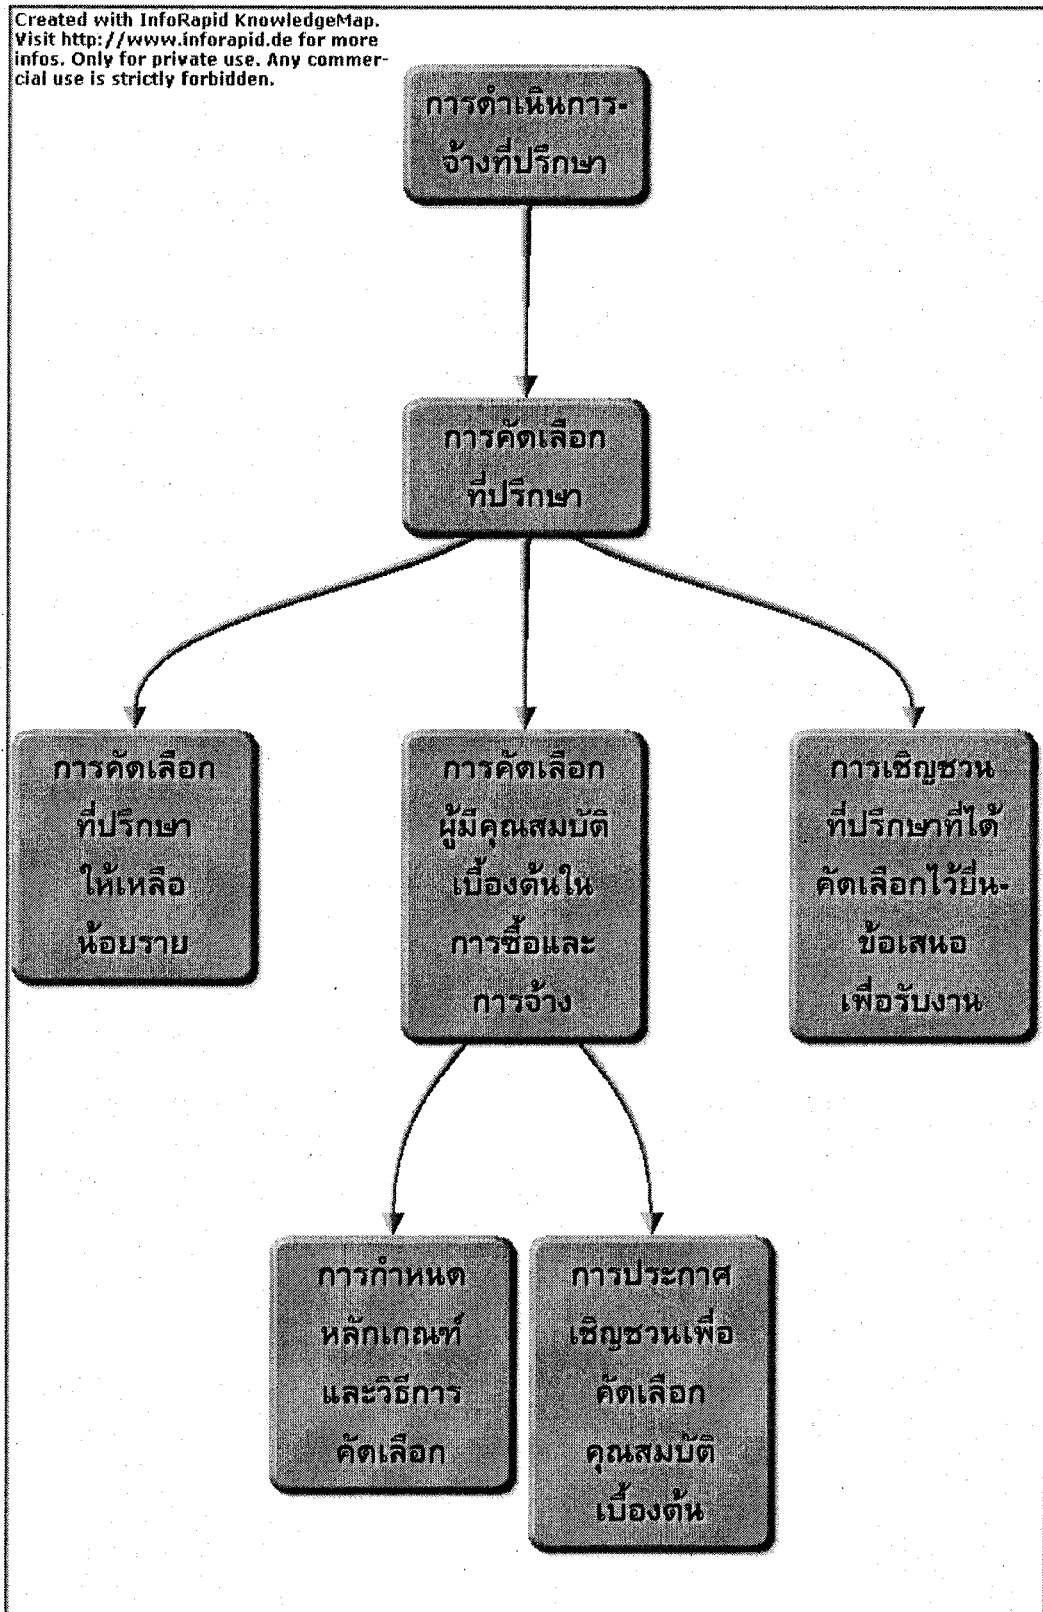 Created with InfoRapid KnowledgeMap.
Visit http://www.inforapid.de for more
infos. Only for private use. Any commer-
cial use is strictly forbidden.
การดำเนินการ-
จ้างที่ปรึกษา
การคัดเลือก
ที่ปรึกษา
การคัดเลือก
ที่ปรึกษา
ให้เหลือ
น้อยราย
การคัดเลือก
ผู้มีคุณสมบัติ
เบื้องต้นใน
การซื้อและ
การจ้าง
การเชิญชวน
ที่ปรึกษาที่ได้
คัดเลือกไว้ยื่น-
ข้อเสนอ
เพื่อรับงาน
การกำหนด
หลักเกณฑ์
และวิธีการ
คัดเลือก
การประกาศ
เชิญชวนเพื่อ
คัดเลือก
คุณสมบัติ
เบื้องต้น